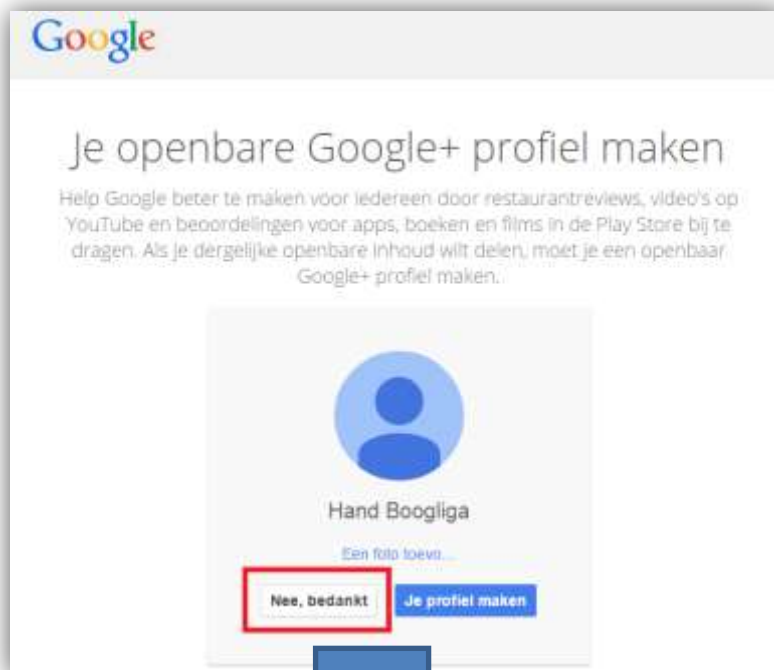 Google
Je openbare Google+ profiel maken
Help Google beter te maken voor iedereen door restaurantreviews, video's op
YouTube en beoordelingen voor apps, boeken en films in de Play Store bij te
dragen. Als je dergelijke openbare inhoud wilt delen, moet je een openbaar
Google+ profiel maken.
Hand Boogliga
Een foto toevo...
Nee, bedankt Je profiel maken